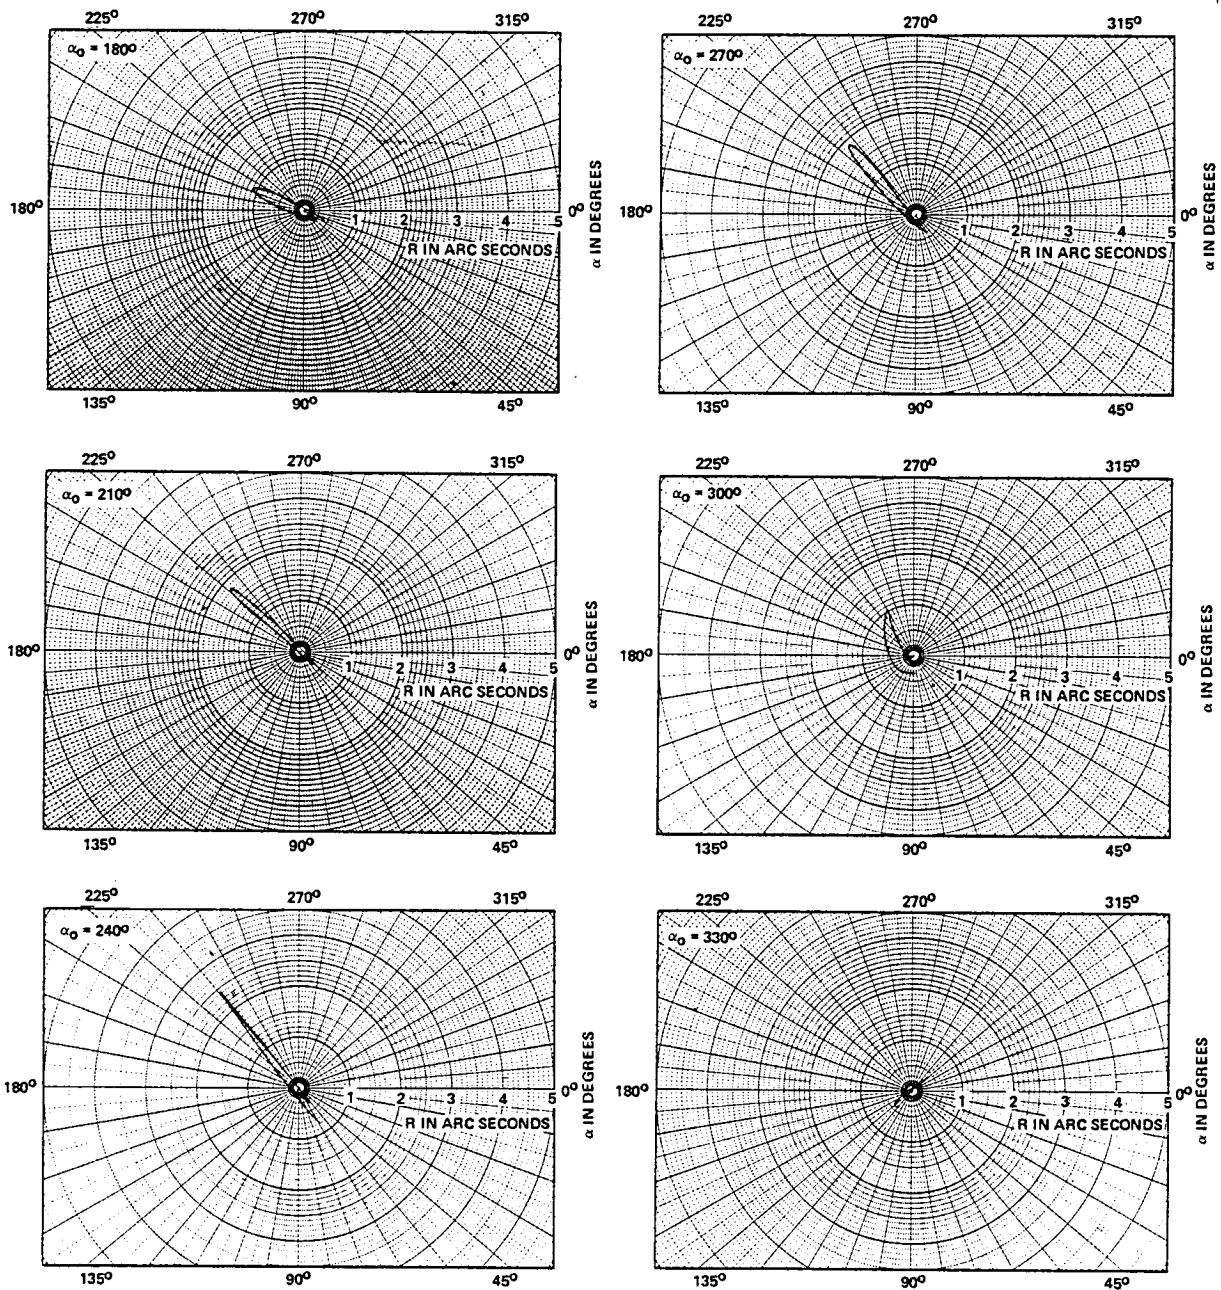 225° 270° 315°
α₀ = 180°
180° 0°
1 2 3 4 5
R IN ARC SECONDS
α IN DEGREES
135° 90° 45°
225° 270° 315°
α₀ = 270°
180° 0°
1 2 3 4 5
R IN ARC SECONDS
α IN DEGREES
135° 90° 45°
225° 270° 315°
α₀ = 210°
180° 0°
1 2 3 4 5
R IN ARC SECONDS
α IN DEGREES
135° 90° 45°
225° 270° 315°
α₀ = 300°
180° 0°
1 2 3 4 5
R IN ARC SECONDS
α IN DEGREES
135° 90° 45°
225° 270° 315°
α₀ = 240°
180° 0°
1 2 3 4 5
R IN ARC SECONDS
α IN DEGREES
135° 90° 45°
225° 270° 315°
α₀ = 330°
180° 0°
1 2 3 4 5
R IN ARC SECONDS
α IN DEGREES
135° 90° 45°